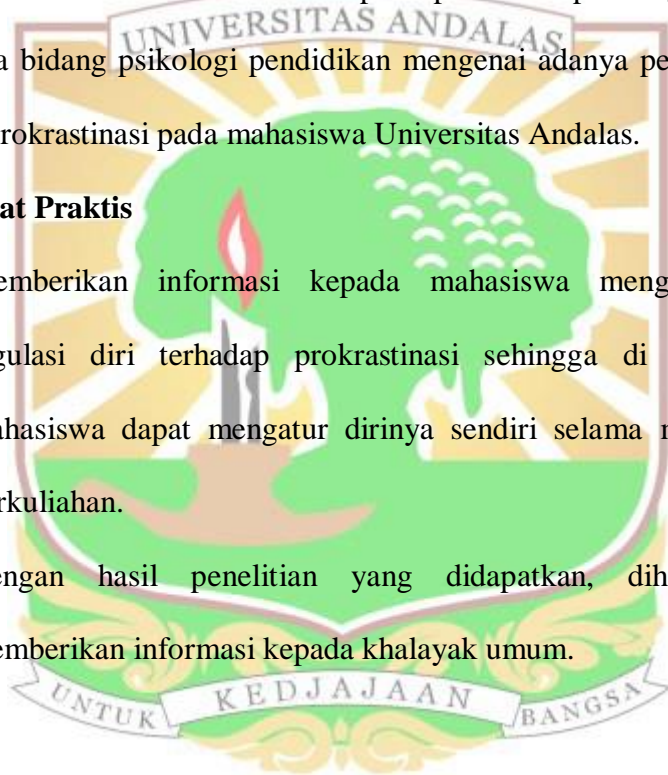 UNIVERSITAS ANDALAS
a bidang psikologi pendidikan mengenai adanya pe
rokrastinasi pada mahasiswa Universitas Andalas.
at Praktis
emberikan informasi kepada mahasiswa meng
gulasi diri terhadap prokrastinasi sehingga di
ahasiswa dapat mengatur dirinya sendiri selama
rkuliahan.
engan hasil penelitian yang didapatkan, dih
emberikan informasi kepada khalayak umum.
UNTUK KEDJAJAAN BANGSA